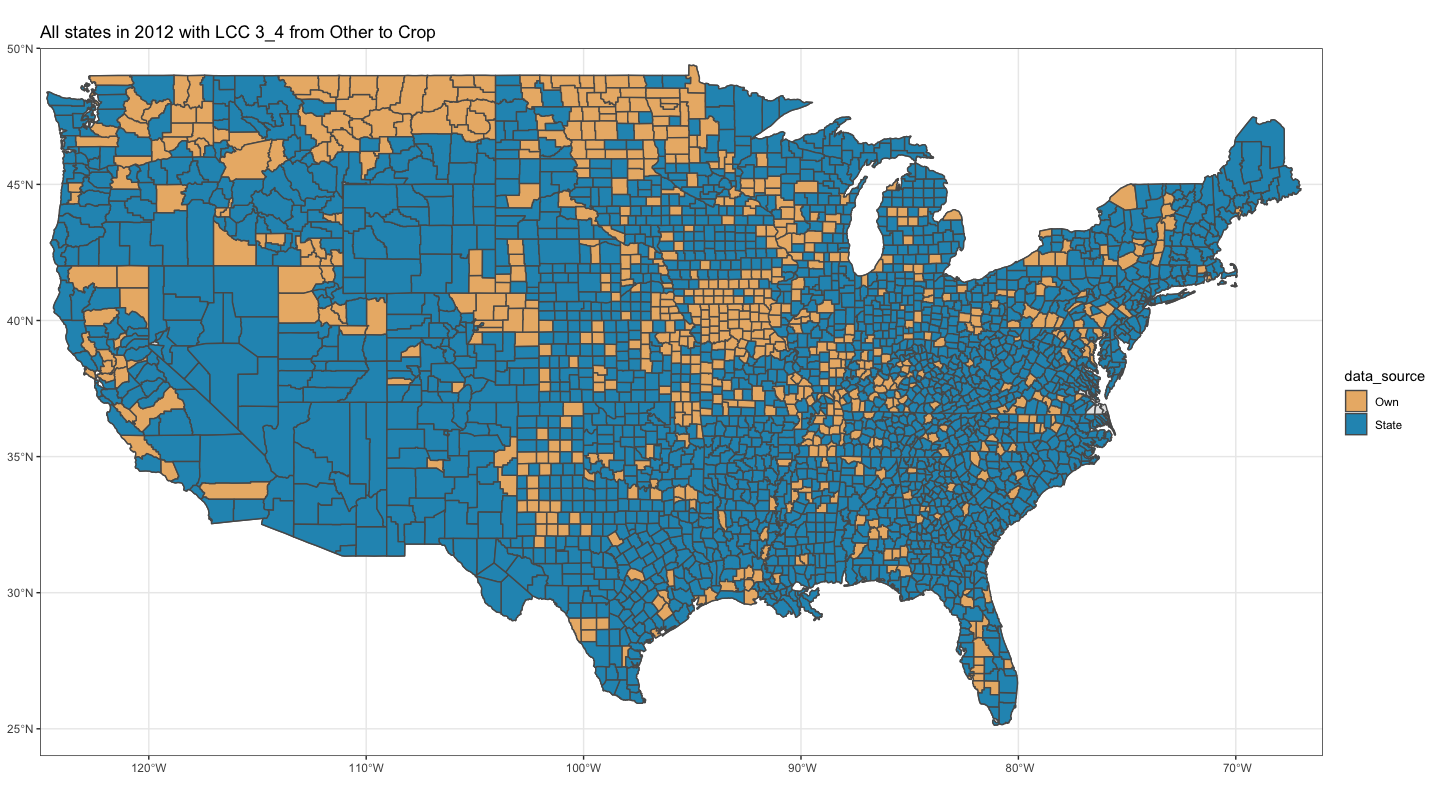 All states in 2012 with LCC 3_4 from Other to Crop
50°N
45°N
40°N
35°N
30°N
25°N
120°W
110°W
100°W
90°W
80°W
70°W
data_source
Own
State